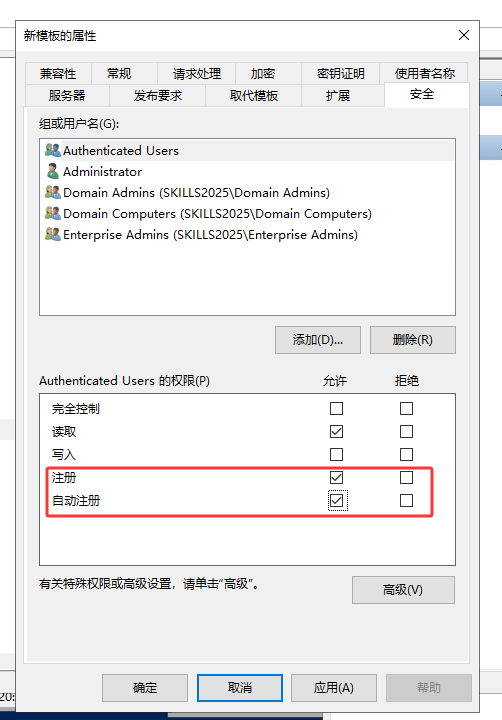 新模板的属性
兼容性 常规 请求处理 加密 密钥证明 使用者名称
服务器 发布要求 取代模板 扩展 安全
组或用户名(G):
Authenticated Users
Administrator
Domain Admins (SKILLS2025\Domain Admins)
Domain Computers (SKILLS2025\Domain Computers)
Enterprise Admins (SKILLS2025\Enterprise Admins)
添加(D)... 删除(R)
Authenticated Users 的权限(P) 允许 拒绝
完全控制
读取
写入
注册
自动注册
有关特殊权限或高级设置，请单击“高级”。 高级(V)
确定 取消 应用(A) 帮助